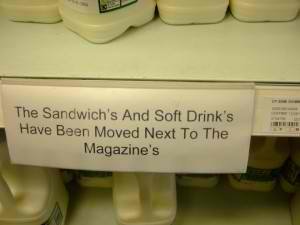 The Sandwich's And Soft Drink's
Have Been Moved Next To The
Magazine's